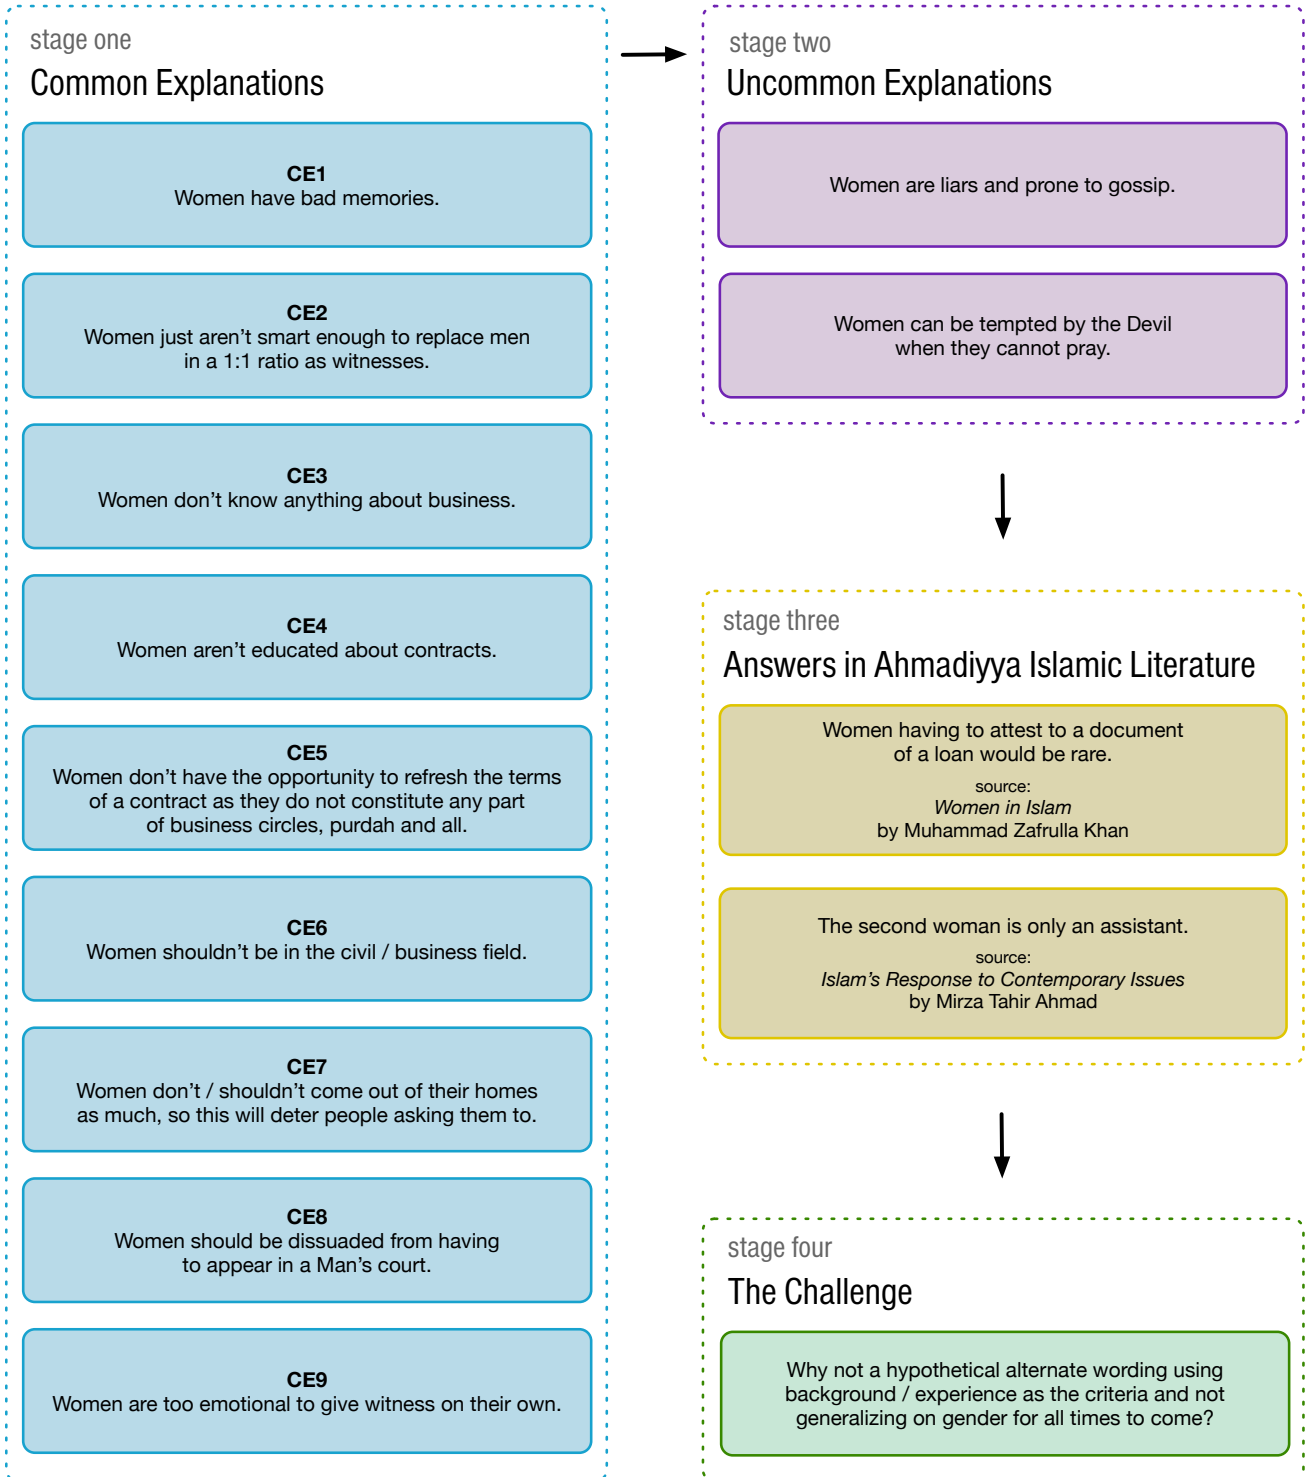 stage one
Common Explanations
CE1
Women have bad memories.
CE2
Women just aren’t smart enough to replace men
in a 1:1 ratio as witnesses.
CE3
Women don’t know anything about business.
CE4
Women aren’t educated about contracts.
CE5
Women don’t have the opportunity to refresh the terms
of a contract as they do not constitute any part
of business circles, purdah and all.
CE6
Women shouldn’t be in the civil / business field.
CE7
Women don’t / shouldn’t come out of their homes
as much, so this will deter people asking them to.
CE8
Women should be dissuaded from having
to appear in a Man’s court.
CE9
Women are too emotional to give witness on their own.
stage two
Uncommon Explanations
Women are liars and prone to gossip.
Women can be tempted by the Devil
when they cannot pray.
stage three
Answers in Ahmadiyya Islamic Literature
Women having to attest to a document
of a loan would be rare.
source:
Women in Islam
by Muhammad Zafrulla Khan
The second woman is only an assistant.
source:
Islam’s Response to Contemporary Issues
by Mirza Tahir Ahmad
stage four
The Challenge
Why not a hypothetical alternate wording using
background / experience as the criteria and not
generalizing on gender for all times to come?